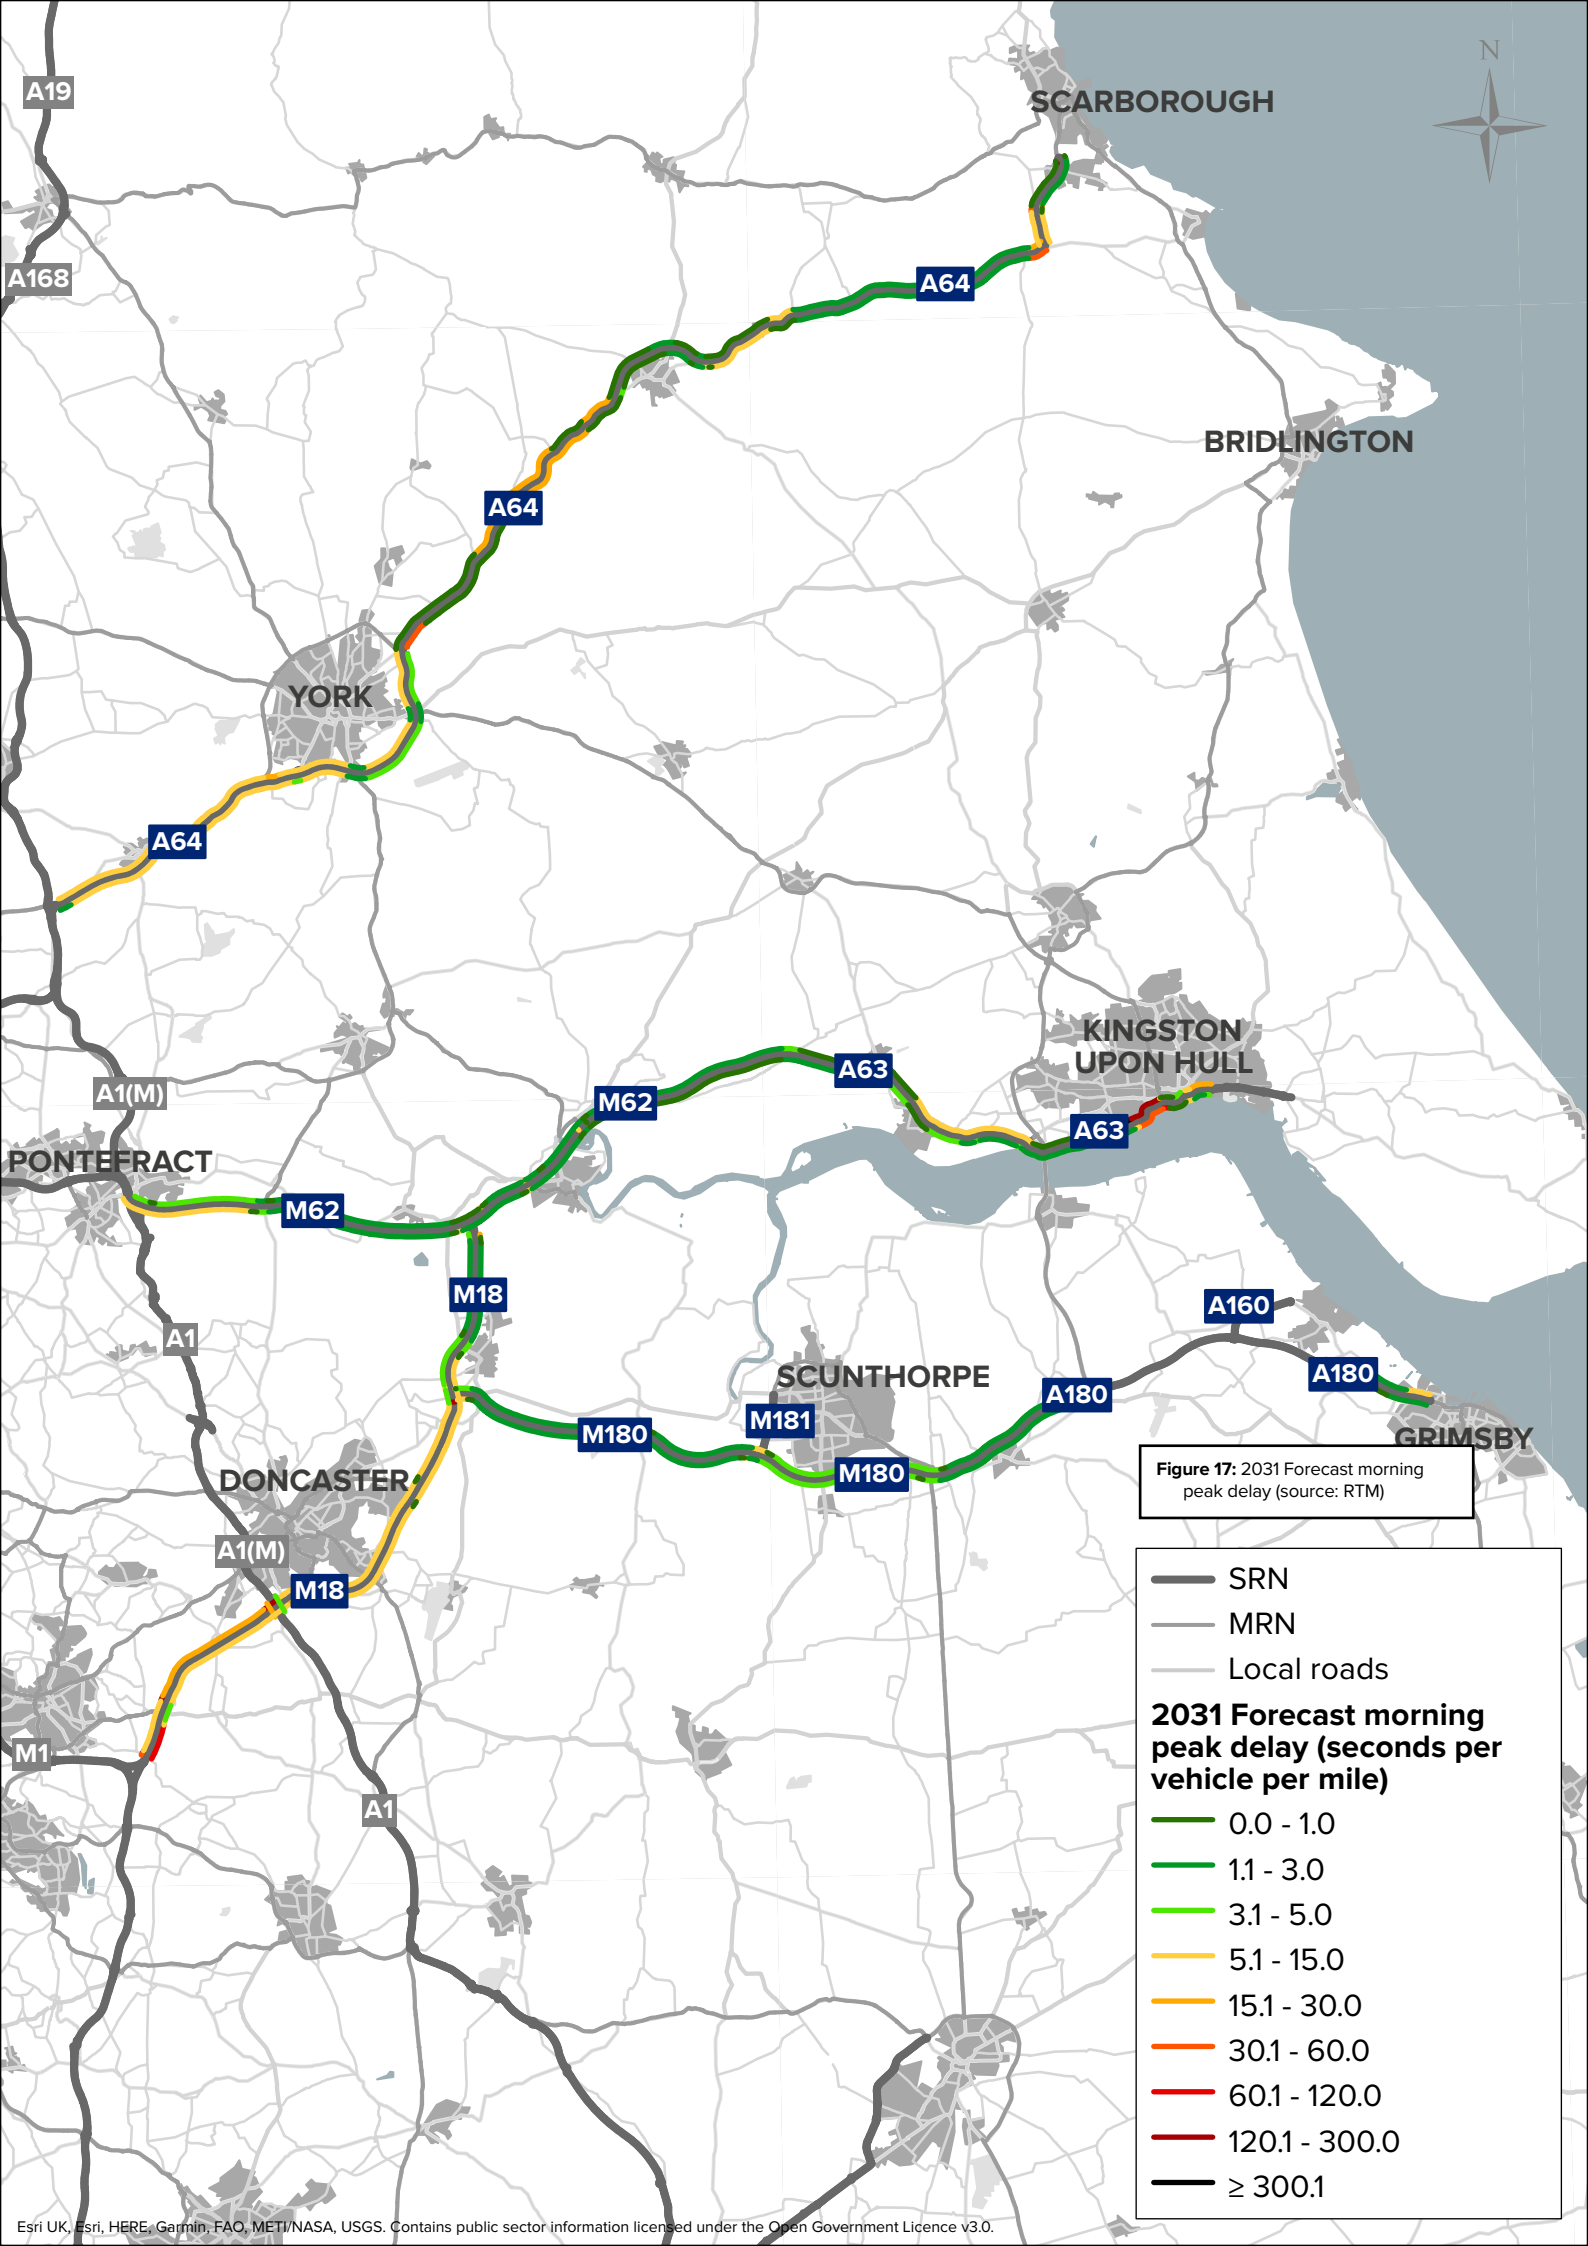 N
A19
SCARBOROUGH
A168
A64
BRIDLINGTON
A64
YORK
A64
KINGSTON
UPON HULL
A63
A1(M)
M62
A63
PONTEFRACT
M62
M18
A160
A1
A180
SCUNTHORPE
A180
M181
M180
GRIMSBY
M180
DONCASTER
Figure 17: 2031 Forecast morning
peak delay (source: RTM)
A1(M)
M18
M1
A1
SRN
MRN
Local roads
2031 Forecast morning
peak delay (seconds per
vehicle per mile)
0.0 - 1.0
1.1 - 3.0
3.1 - 5.0
5.1 - 15.0
15.1 - 30.0
30.1 - 60.0
60.1 - 120.0
120.1 - 300.0
≥ 300.1
Esri UK, Esri, HERE, Garmin, FAO, METI/NASA, USGS. Contains public sector information licensed under the Open Government Licence v3.0.